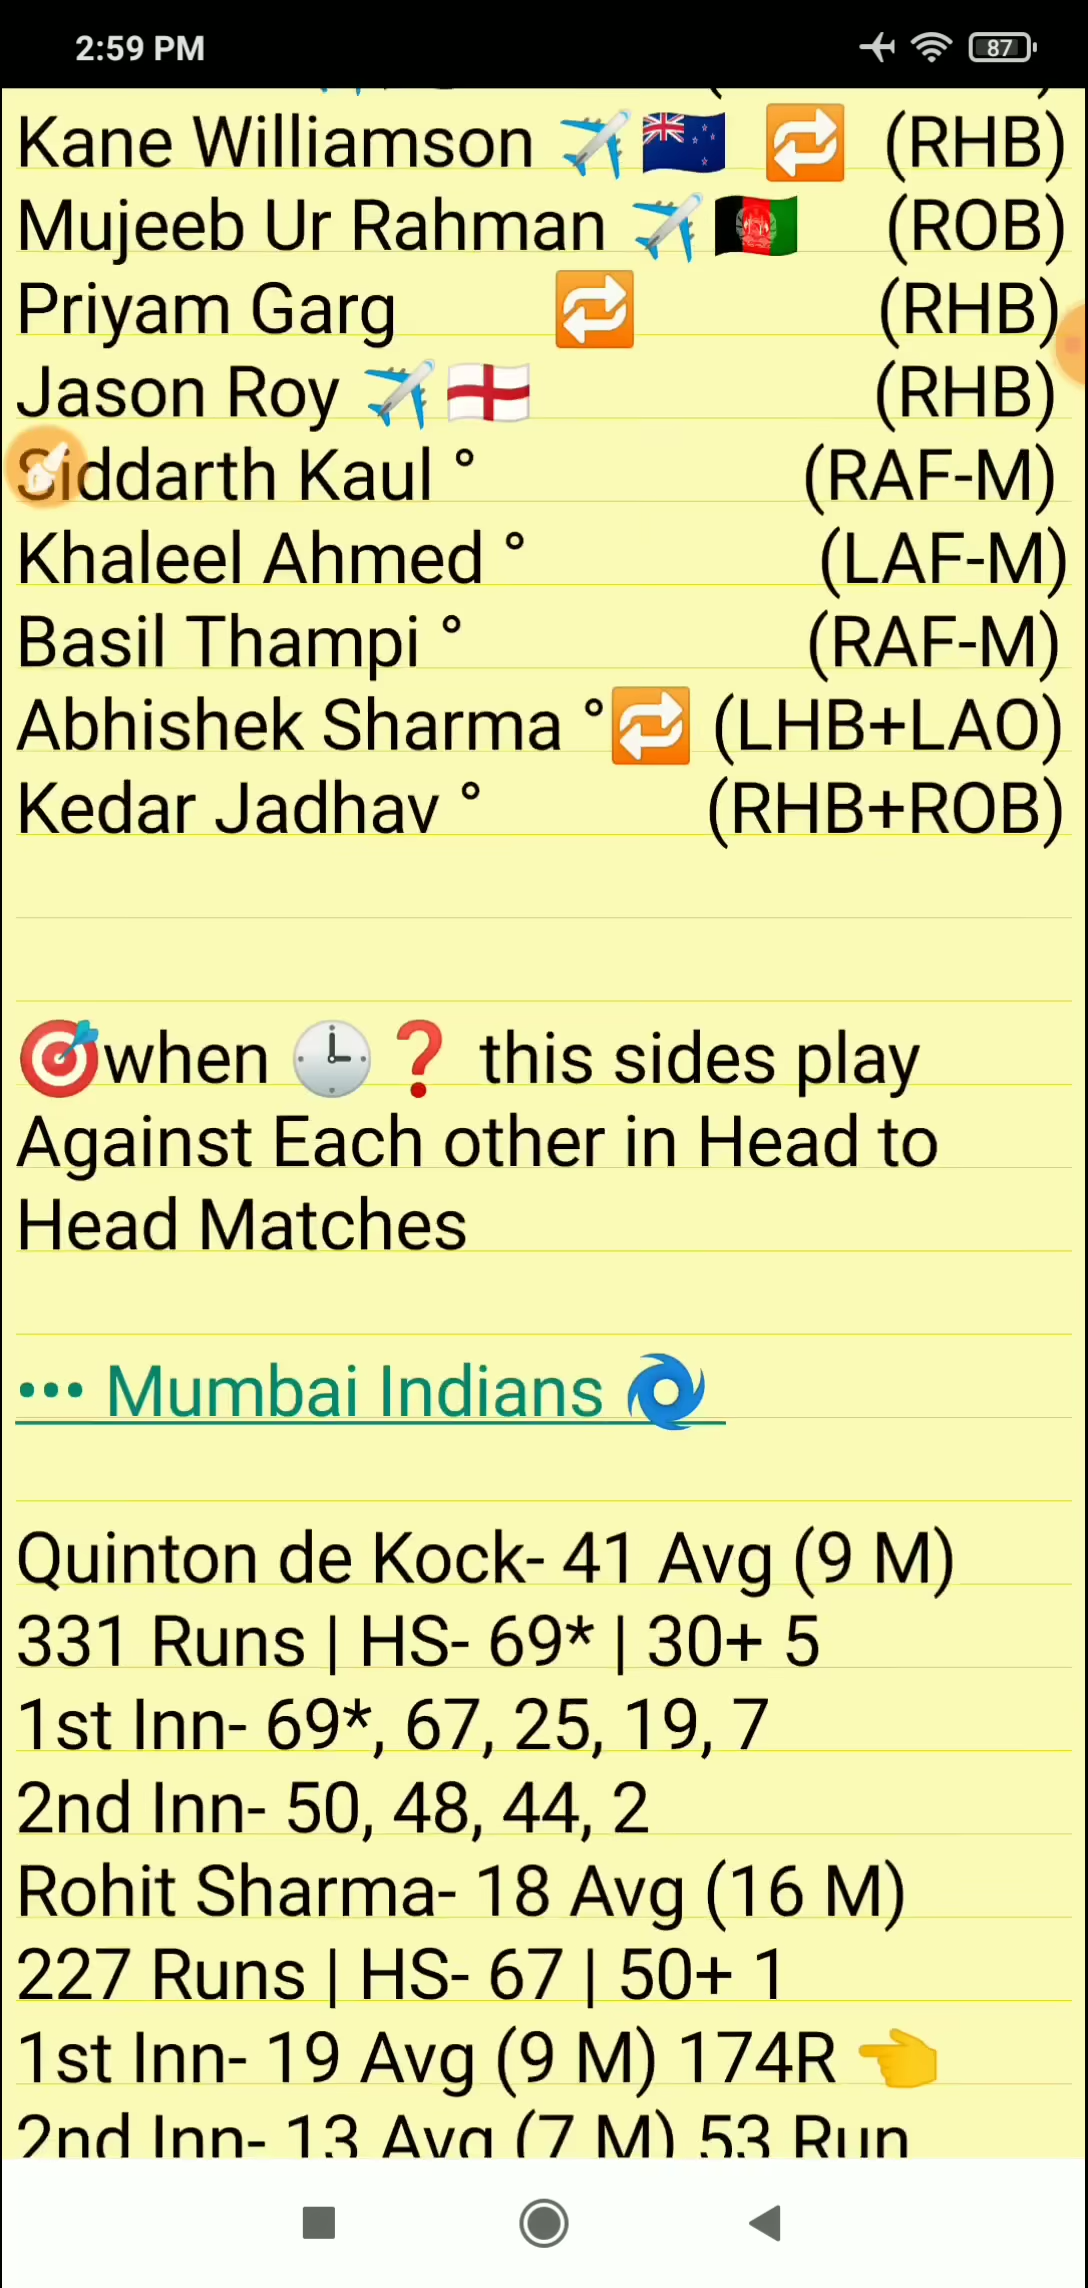 2:59 PM 87
Kane Williamson ✈️🇳🇿 🔁 (RHB)
Mujeeb Ur Rahman ✈️🇦🇫 (ROB)
Priyam Garg 🔁 (RHB)
Jason Roy ✈️🏴󠁧󠁢󠁥󠁮󠁧󠁿 (RHB)
Siddarth Kaul ° (RAF-M)
Khaleel Ahmed ° (LAF-M)
Basil Thampi ° (RAF-M)
Abhishek Sharma °🔁 (LHB+LAO)
Kedar Jadhav ° (RHB+ROB)
🎯when 🕒❓ this sides play
Against Each other in Head to
Head Matches
••• Mumbai Indians 🌀
Quinton de Kock- 41 Avg (9 M)
331 Runs | HS- 69* | 30+ 5
1st Inn- 69*, 67, 25, 19, 7
2nd Inn- 50, 48, 44, 2
Rohit Sharma- 18 Avg (16 M)
227 Runs | HS- 67 | 50+ 1
1st Inn- 19 Avg (9 M) 174R 👈
2nd Inn- 13 Avg (7 M) 53 Run